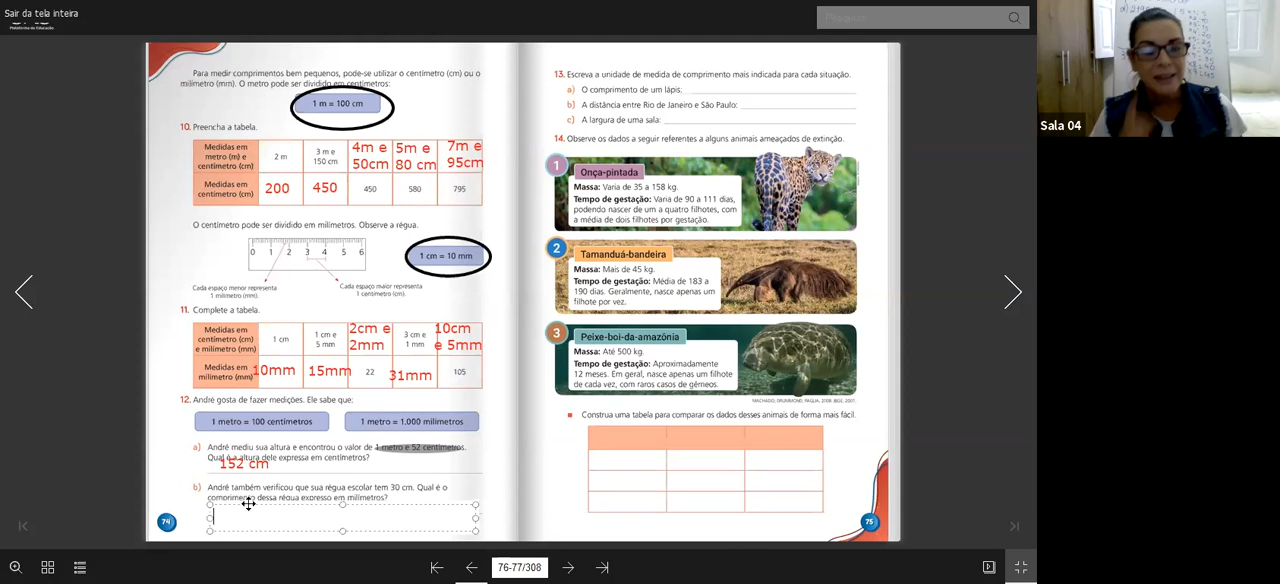 Sair da tela inteira
Plataforma de Educação
Sala 04
Para medir comprimentos bem pequenos, pode-se utilizar o centímetro (cm) ou o
milímetro (mm). O metro pode ser dividido em centímetros:
1 m = 100 cm
10. Preencha a tabela.
Medidas em
metro (m) e
centímetro (cm)
2 m
3 m e
150 cm
4m e
50cm
5m e
80 cm
7m e
95cm
Medidas em
centímetro (cm)
200
450
450
580
795
O centímetro pode ser dividido em milímetros. Observe a régua.
0 1 2 3 4 5 6
1 cm = 10 mm
Cada espaço menor representa
1 milímetro (mm).
Cada espaço maior representa
1 centímetro (cm).
11. Complete a tabela.
Medidas em
centímetro (cm)
e milímetro (mm)
1 cm
1 cm e
5 mm
2cm e
2mm
3 cm e
1 mm
10cm
e 5mm
Medidas em
milímetro (mm)
10mm
15mm
22
31mm
105
12. André gosta de fazer medições. Ele sabe que:
1 metro = 100 centímetros
1 metro = 1.000 milímetros
a) André mediu sua altura e encontrou o valor de 1 metro e 52 centímetros.
Qual é a altura dele expressa em centímetros?
152 cm
b) André também verificou que sua régua escolar tem 30 cm. Qual é o
comprimento dessa régua expresso em milímetros?
74
13. Escreva a unidade de medida de comprimento mais indicada para cada situação.
a) O comprimento de um lápis:
b) A distância entre Rio de Janeiro e São Paulo:
c) A largura de uma sala:
14. Observe os dados a seguir referentes a alguns animais ameaçados de extinção.
1
Onça-pintada
Massa: Varia de 35 a 158 kg.
Tempo de gestação: Varia de 90 a 111 dias,
podendo nascer de um a quatro filhotes, com
a média de dois filhotes por gestação.
2
Tamanduá-bandeira
Massa: Mais de 45 kg.
Tempo de gestação: Média de 183 a
190 dias. Geralmente, nasce apenas um
filhote por vez.
3
Peixe-boi-da-amazônia
Massa: Até 500 kg.
Tempo de gestação: Aproximadamente
12 meses. Em geral, nasce apenas um filhote
de cada vez, com raros casos de gêmeos.
Construa uma tabela para comparar os dados desses animais de forma mais fácil.
75
76-77/308